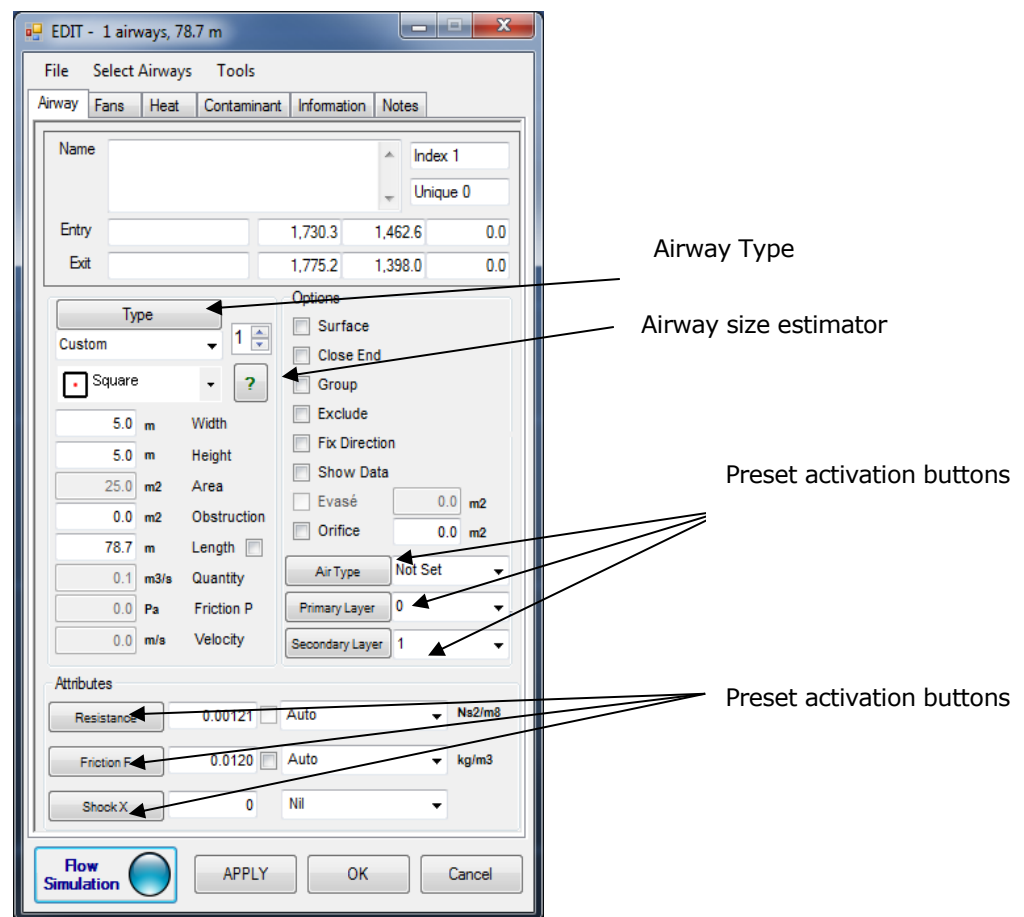 EDIT - 1 airways, 78.7 m
X
File Select Airways Tools
Airway Fans Heat Contaminant Information Notes
Name
Index 1
Unique 0
Entry 1,730.3 1,462.6 0.0
Exit 1,775.2 1,398.0 0.0
Airway Type
Airway size estimator
Type
Custom 1
Square ?
5.0 m Width
5.0 m Height
25.0 m2 Area
0.0 m2 Obstruction
78.7 m Length
0.1 m3/s Quantity
0.0 Pa Friction P
0.0 m/s Velocity
Options
Surface
Close End
Group
Exclude
Fix Direction
Show Data
Evasé 0.0 m2
Orifice 0.0 m2
Air Type Not Set
Primary Layer 0
Secondary Layer 1
Preset activation buttons
Attributes
Resistance 0.00121 Auto Ns2/m8
Friction F 0.0120 Auto kg/m3
Shock X 0 Nil
Preset activation buttons
Flow
Simulation
APPLY OK Cancel